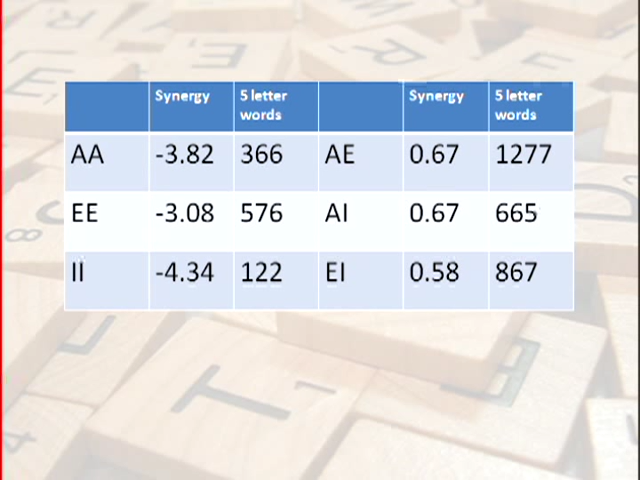 Synergy 5 letter words Synergy 5 letter words
AA -3.82 366 AE 0.67 1277
EE -3.08 576 AI 0.67 665
II -4.34 122 EI 0.58 867
E
E
R
T 1